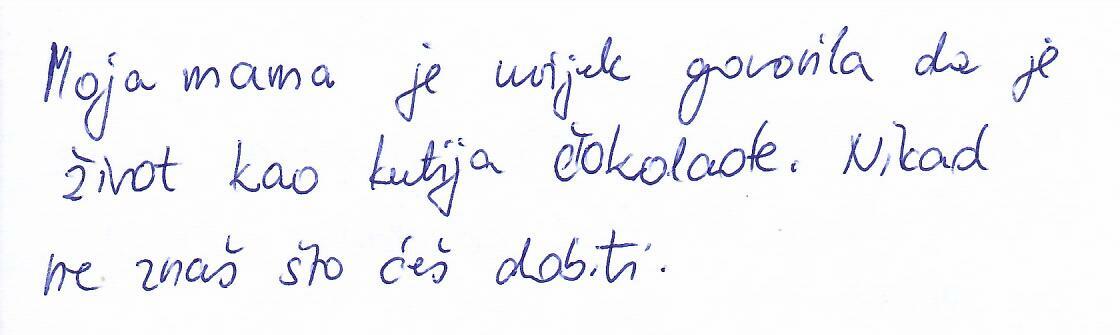 Moja mama je uvijek govorila da je
život kao kutija čokolade. Nikad
ne znaš što ćeš dobiti.